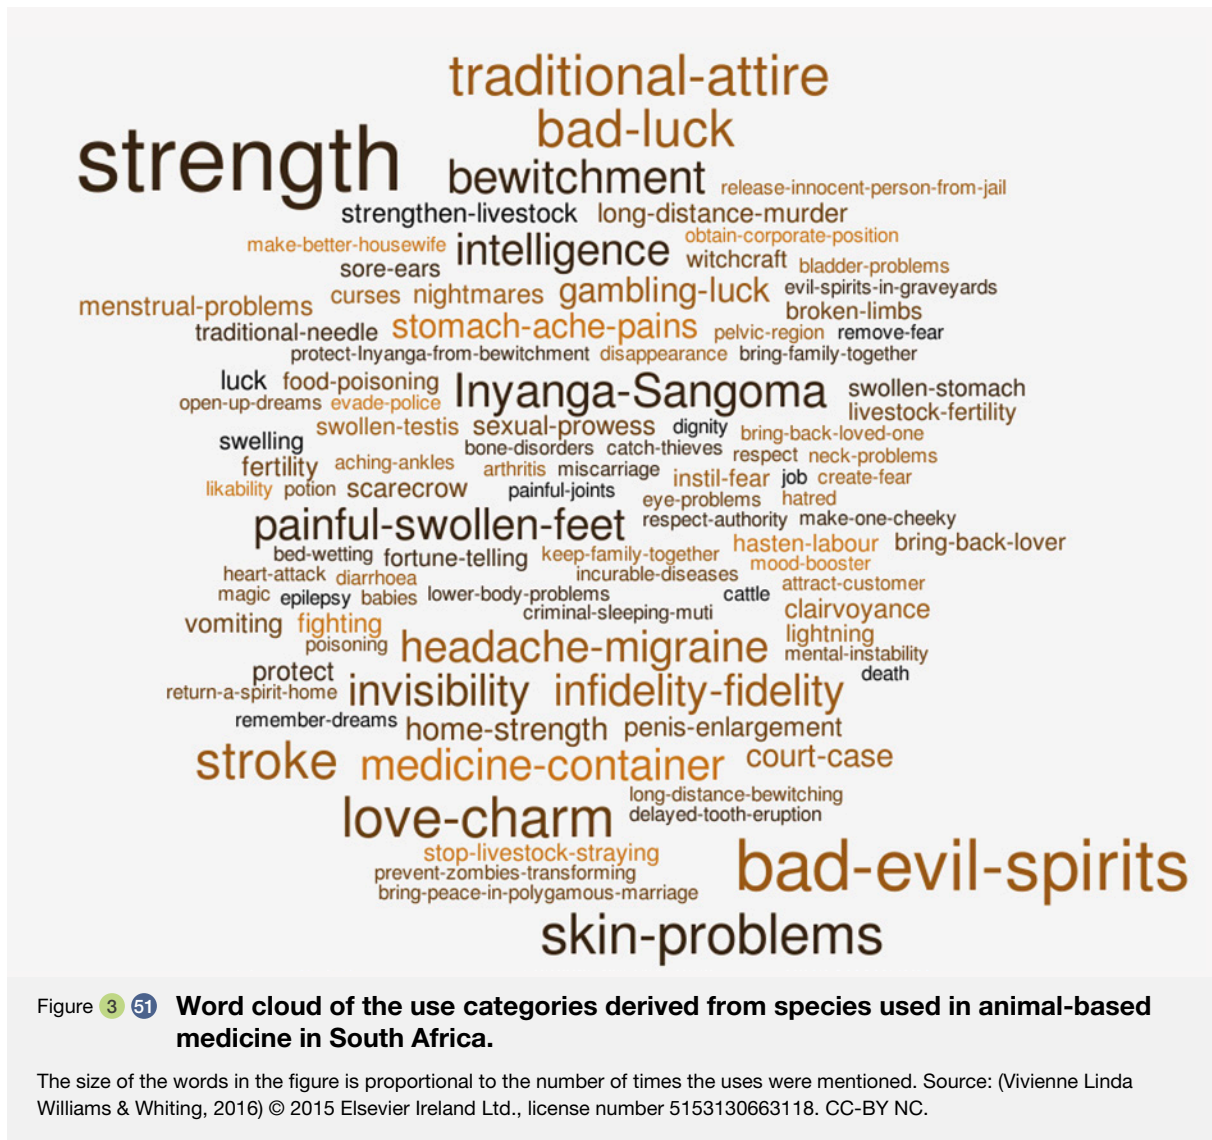 traditional-attire
bad-luck
strength
bewitchment release-innocent-person-from-jail
strengthen-livestock long-distance-murder
make-better-housewife intelligence obtain-corporate-position
sore-ears witchcraft bladder-problems
menstrual-problems curses nightmares gambling-luck evil-spirits-in-graveyards
broken-limbs
traditional-needle stomach-ache-pains pelvic-region remove-fear
protect-Inyanga-from-bewitchment disappearance bring-family-together
luck food-poisoning Inyanga-Sangoma swollen-stomach
open-up-dreams evade-police livestock-fertility
swollen-testis sexual-prowess dignity bring-back-loved-one
swelling bone-disorders catch-thieves respect neck-problems
fertility aching-ankles arthritis miscarriage instil-fear job create-fear
likability potion scarecrow painful-joints eye-problems hatred
painful-swollen-feet respect-authority make-one-cheeky
bed-wetting fortune-telling keep-family-together hasten-labour bring-back-lover
heart-attack diarrhoea incurable-diseases mood-booster
attract-customer
magic epilepsy babies lower-body-problems cattle
criminal-sleeping-muti clairvoyance
vomiting fighting lightning
poisoning headache-migraine mental-instability
protect death
return-a-spirit-home invisibility infidelity-fidelity
remember-dreams home-strength penis-enlargement
stroke medicine-container court-case
love-charm long-distance-bewitching
delayed-tooth-eruption
stop-livestock-straying bad-evil-spirits
prevent-zombies-transforming
bring-peace-in-polygamous-marriage
skin-problems
Figure 3 51 Word cloud of the use categories derived from species used in animal-based
medicine in South Africa.
The size of the words in the figure is proportional to the number of times the uses were mentioned. Source: (Vivienne Linda
Williams & Whiting, 2016) © 2015 Elsevier Ireland Ltd., license number 5153130663118. CC-BY NC.